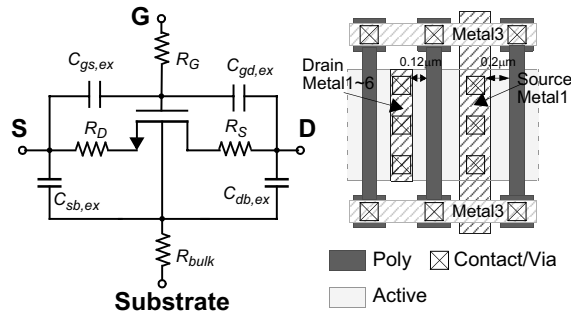 G
R_G
C_gs,ex
C_gd,ex
S
R_D
R_S
D
C_sb,ex
C_db,ex
R_bulk
Substrate
Metal3
Drain
Metal1~6
0.12μm
0.2μm
Source
Metal1
Metal3
Poly
Contact/Via
Active